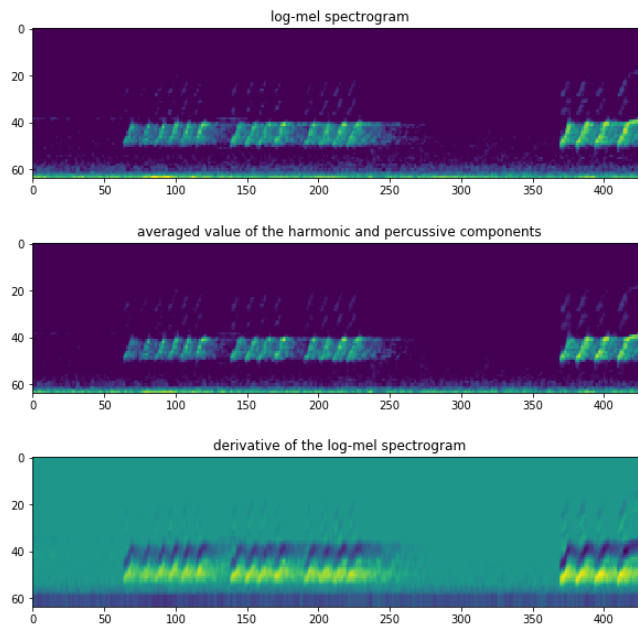 log-mel spectrogram
0
20
40
60
0 50 100 150 200 250 300 350 400
averaged value of the harmonic and percussive components
0
20
40
60
0 50 100 150 200 250 300 350 400
derivative of the log-mel spectrogram
0
20
40
60
0 50 100 150 200 250 300 350 400